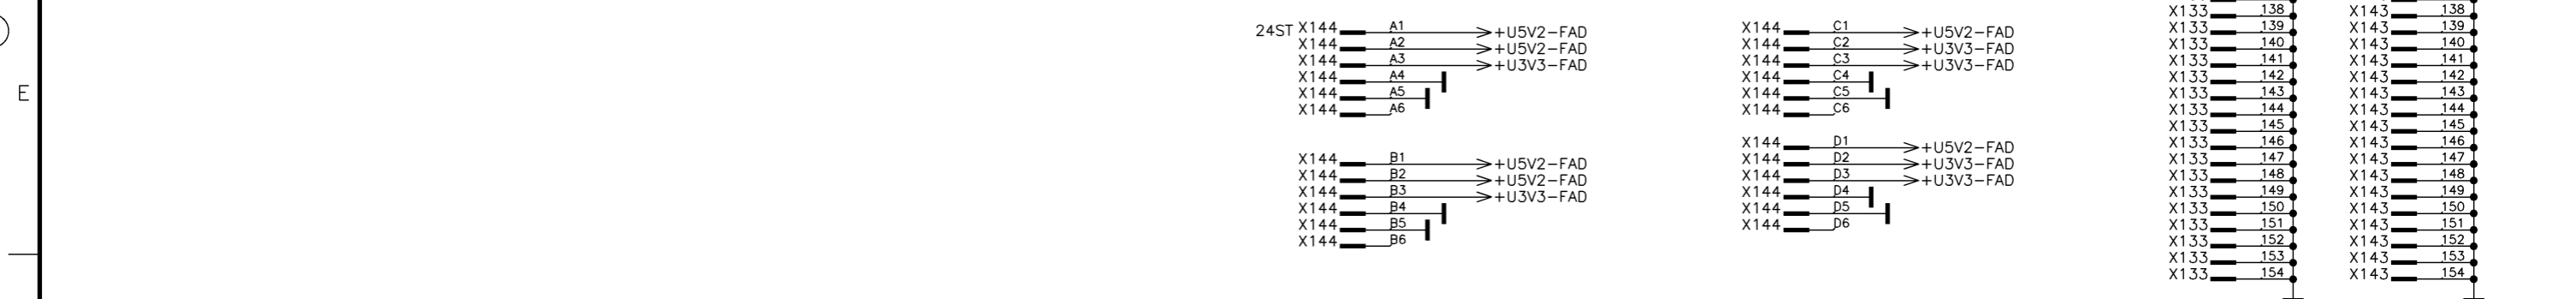 E
24ST X144 A1 +U5V2-FAD
X144 A2 +U5V2-FAD
X144 A3 +U3V3-FAD
X144 A4
X144 A5
X144 A6
X144 B1 +U5V2-FAD
X144 B2 +U5V2-FAD
X144 B3 +U3V3-FAD
X144 B4
X144 B5
X144 B6
X144 C1 +U5V2-FAD
X144 C2 +U3V3-FAD
X144 C3 +U3V3-FAD
X144 C4
X144 C5
X144 C6
X144 D1 +U5V2-FAD
X144 D2 +U3V3-FAD
X144 D3 +U3V3-FAD
X144 D4
X144 D5
X144 D6
X133 138
X133 139
X133 140
X133 141
X133 142
X133 143
X133 144
X133 145
X133 146
X133 147
X133 148
X133 149
X133 150
X133 151
X133 152
X133 153
X133 154
X143 138
X143 139
X143 140
X143 141
X143 142
X143 143
X143 144
X143 145
X143 146
X143 147
X143 148
X143 149
X143 150
X143 151
X143 152
X143 153
X143 154